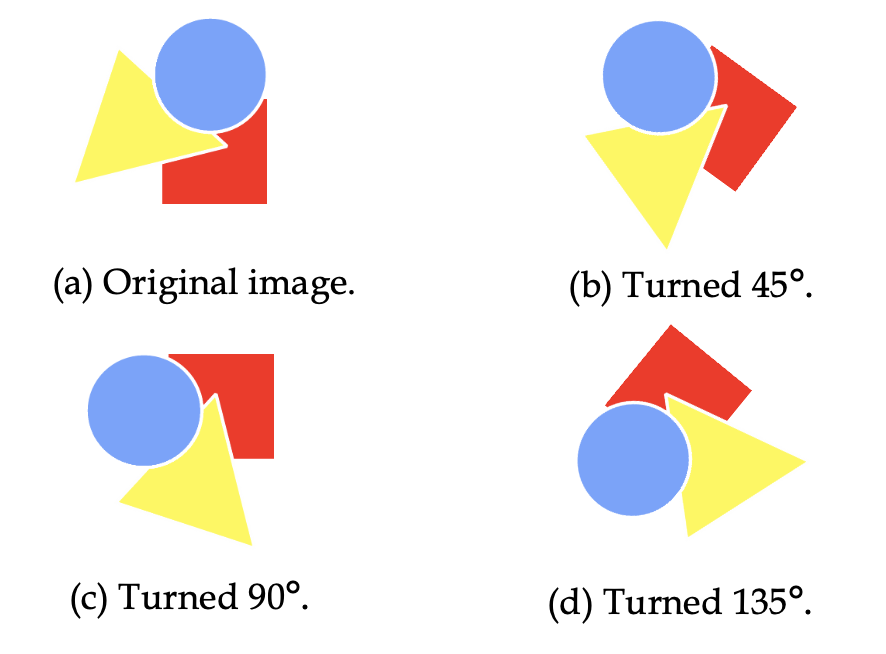 (a) Original image.
(b) Turned 45°.
(c) Turned 90°.
(d) Turned 135°.